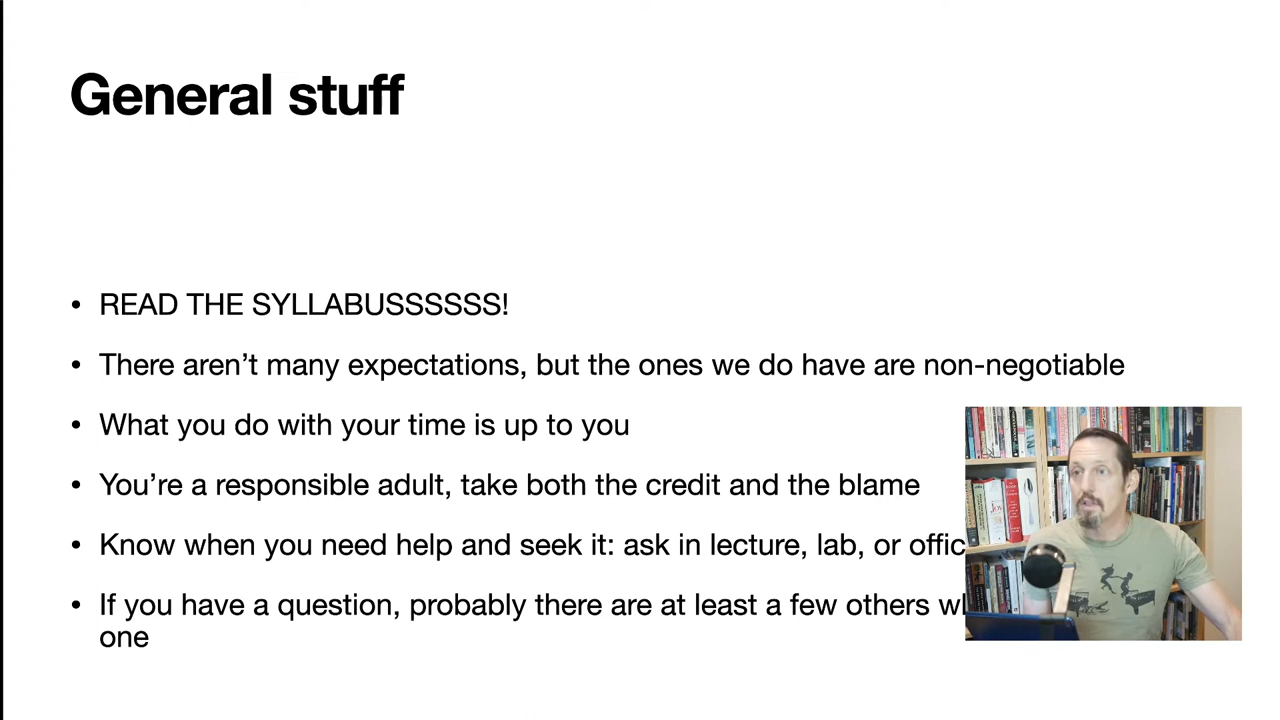 General stuff
• READ THE SYLLABUSSSSSS!
• There aren’t many expectations, but the ones we do have are non-negotiable
• What you do with your time is up to you
• You’re a responsible adult, take both the credit and the blame
• Know when you need help and seek it: ask in lecture, lab, or offic
• If you have a question, probably there are at least a few others
one